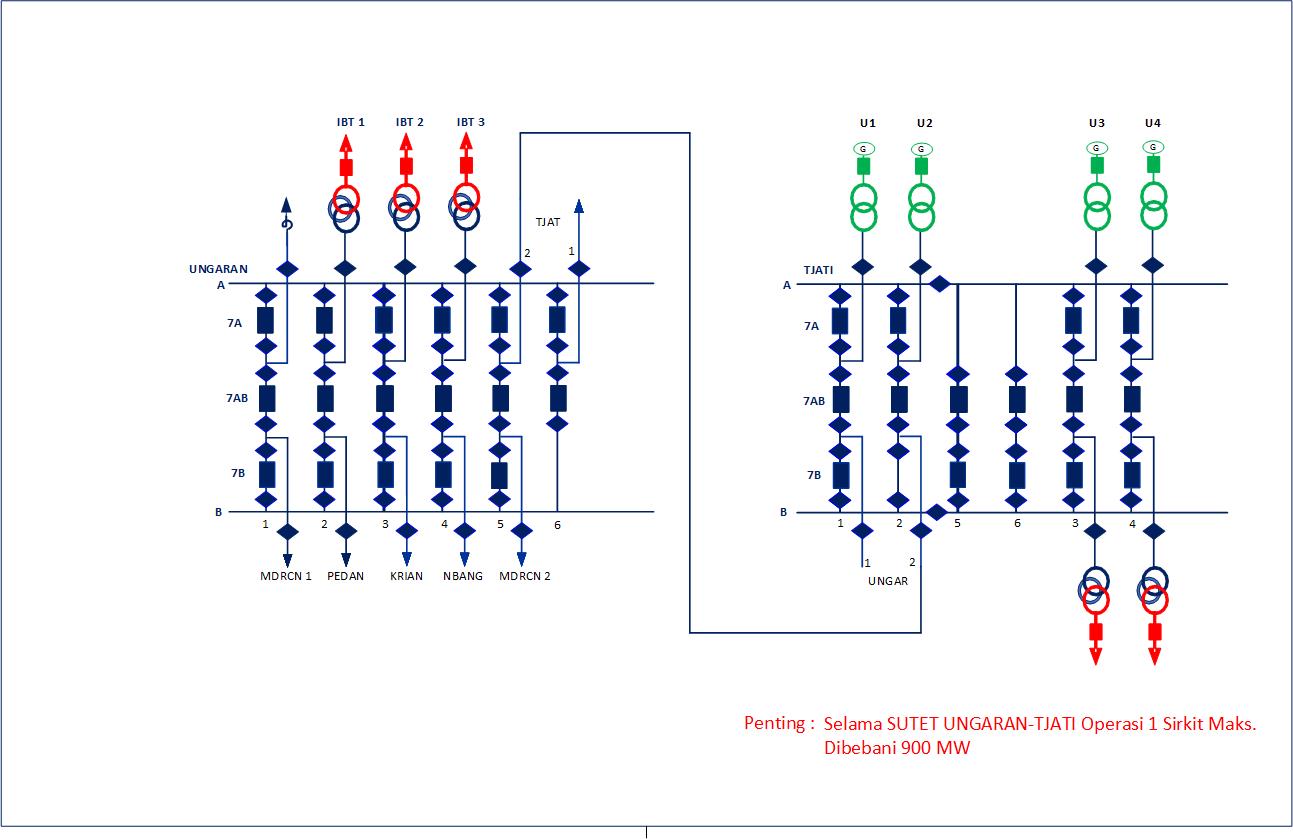 IBT 1 IBT 2 IBT 3
U1 U2 U3 U4
G G G G
TJAT
2 1
UNGARAN
A
7A
7AB
7B
B
1 2 3 4 5 6
MDRCN 1 PEDAN KRIAN NBANG MDRCN 2
TJATI
A
7A
7AB
7B
B
1 2 5 6 3 4
1 2
UNGAR
Penting : Selama SUTET UNGARAN-TJATI Operasi 1 Sirkit Maks.
Dibebani 900 MW